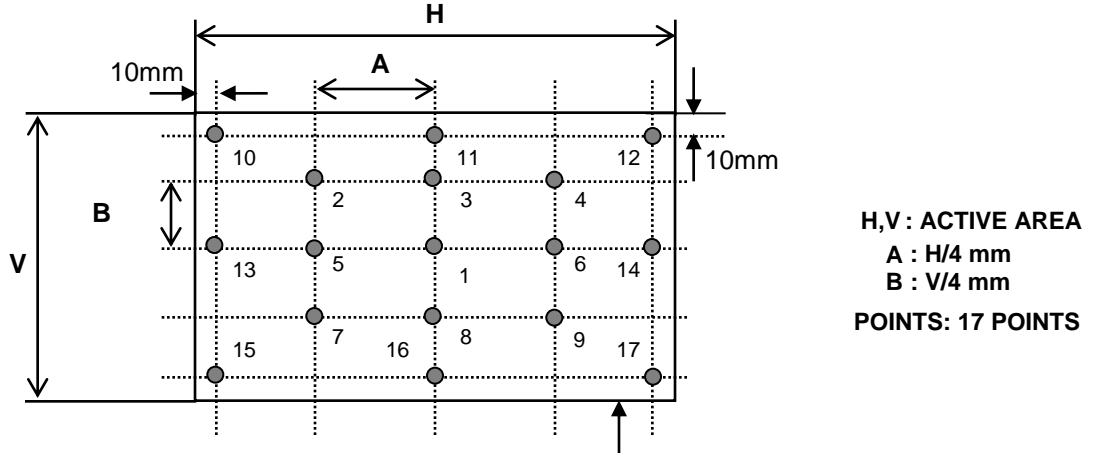 H
10mm
A
10 11 12
10mm
2 3 4
B
H,V : ACTIVE AREA
V
13 5 1 6 14
A : H/4 mm
B : V/4 mm
POINTS: 17 POINTS
7 8 9
15 16 17